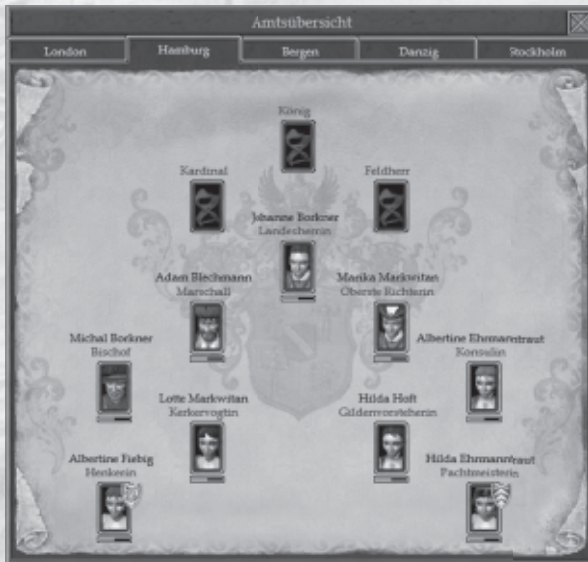 Amtsübersicht
London
Hamburg
Bergen
Danzig
Stockholm
König
Kardinal
Feldherr
Johanne Borkner
Landesherrin
Adam Blechmann
Marschall
Marika Markwitan
Oberste Richterin
Michal Borkner
Bischof
Albertine Ehrmanntraut
Konsulin
Lotte Markwitan
Kerkervogtin
Hilda Hoft
Gildenvorsteherin
Albertine Fiebig
Henkerin
Hilda Ehrmanntraut
Pachtmeisterin